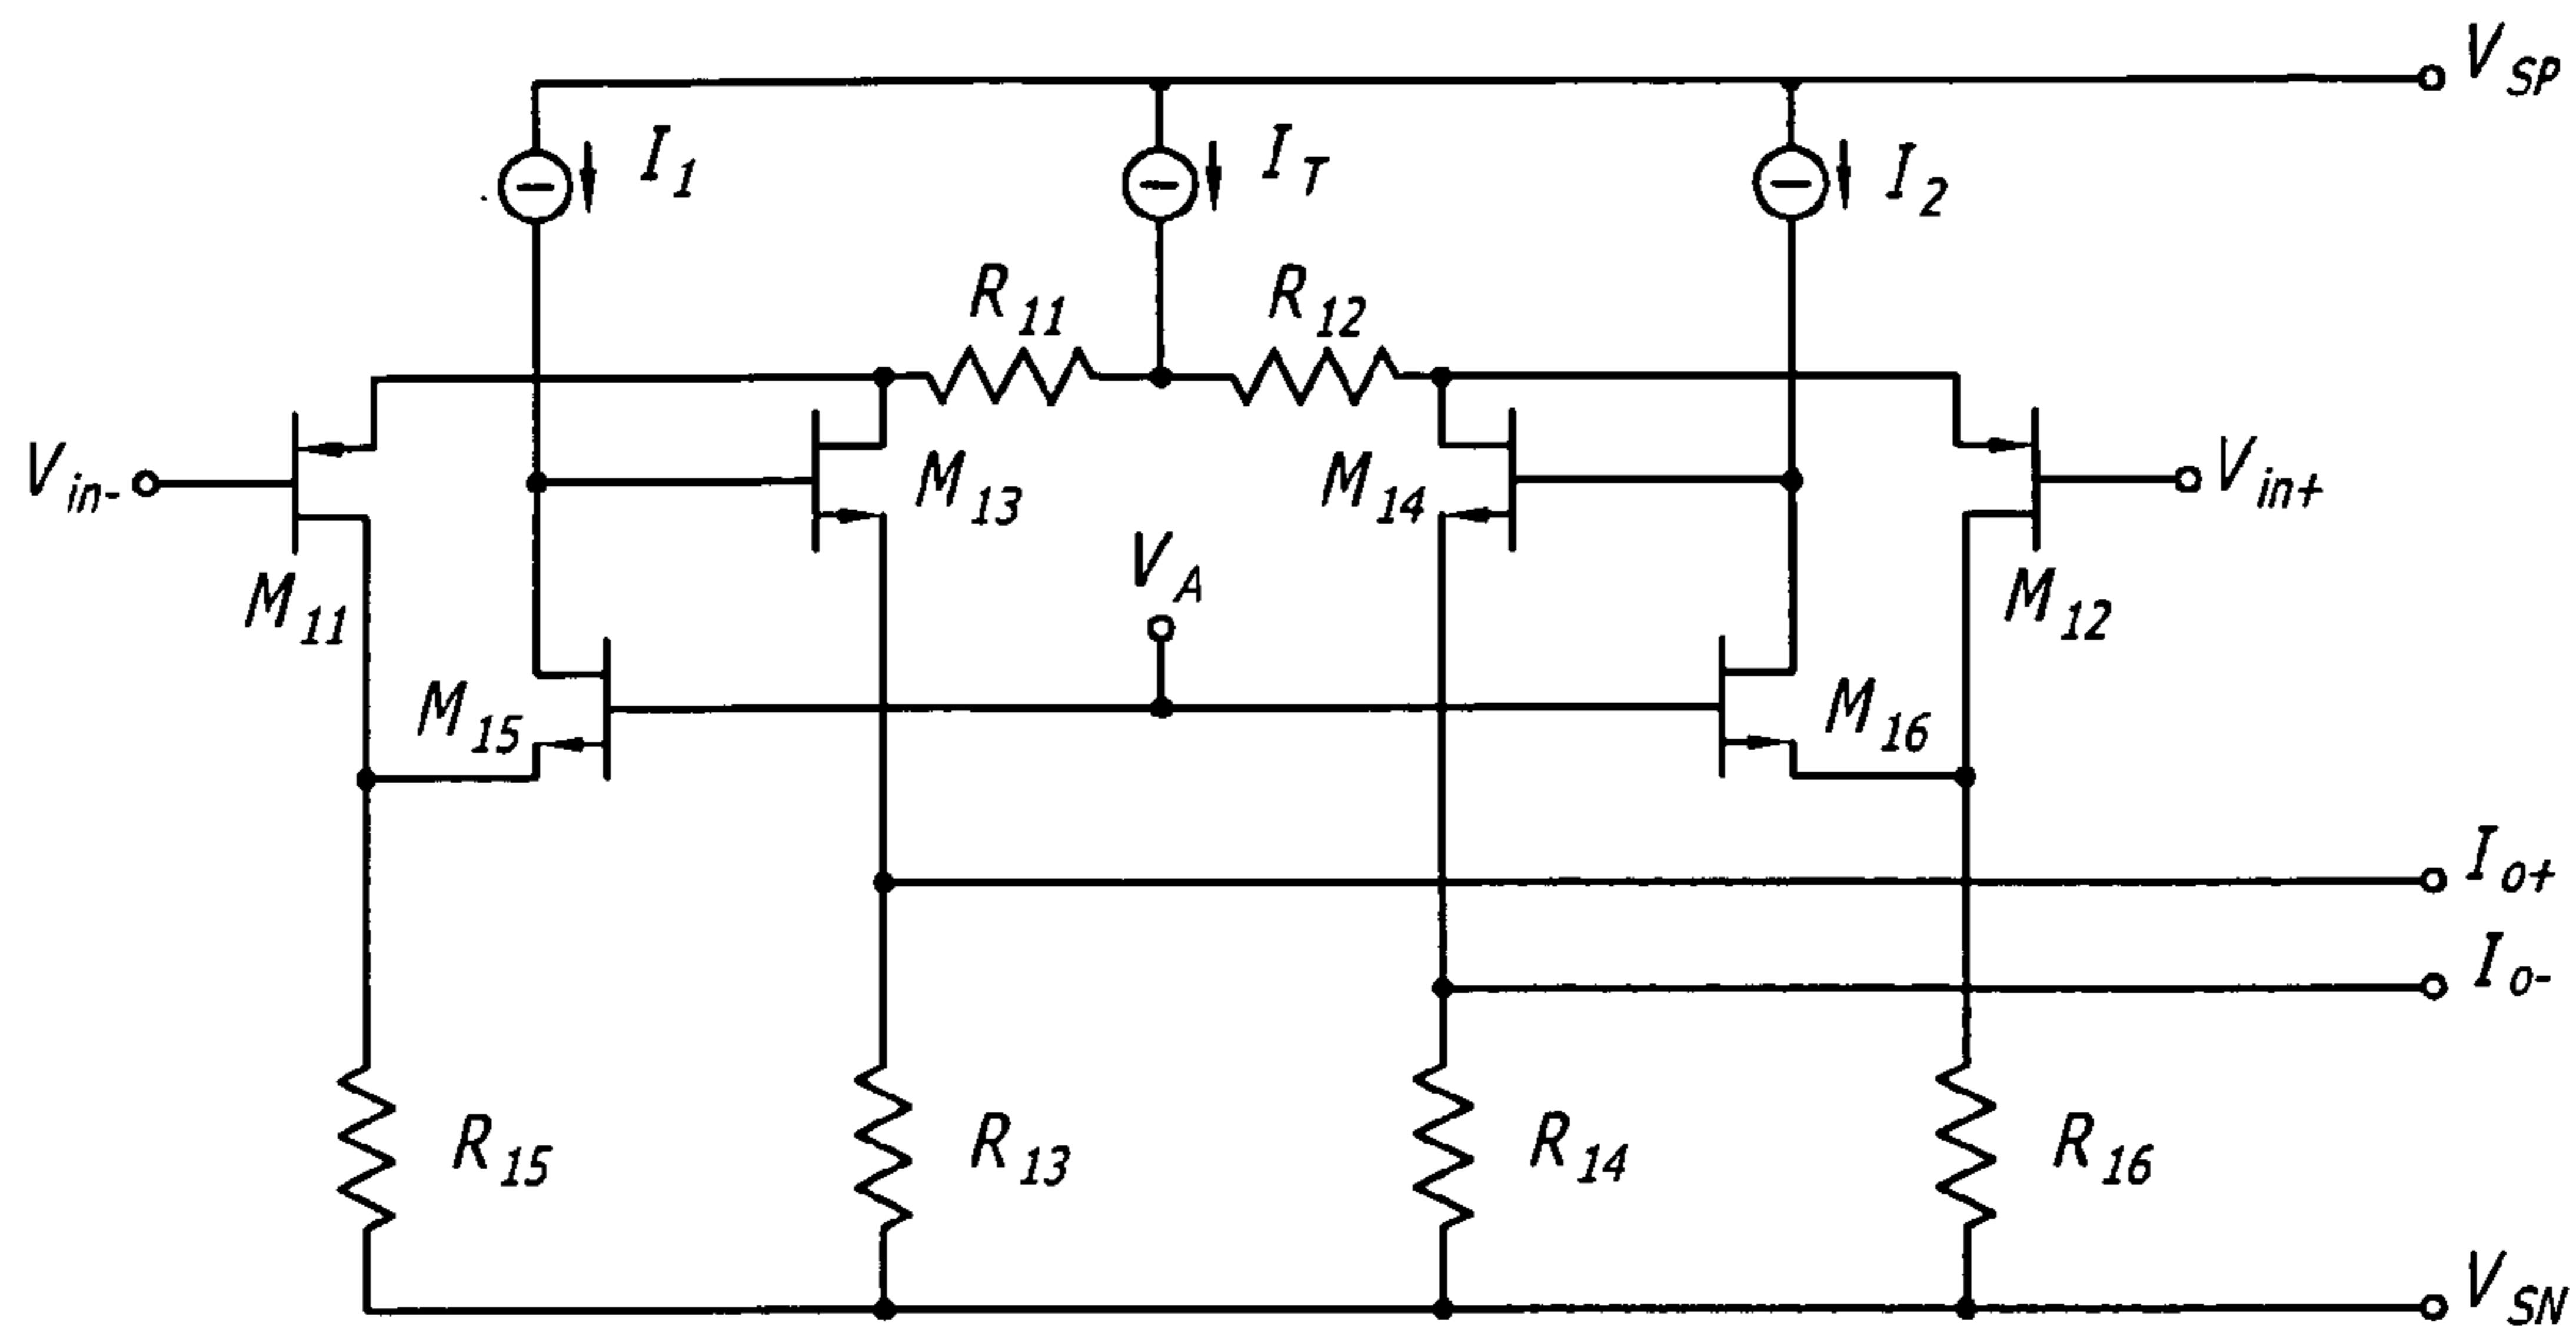 V_SP
I_1
I_T
I_2
R_11
R_12
V_in-
M_13
M_14
V_in+
V_A
M_11
M_12
M_15
M_16
I_o+
I_o-
R_15
R_13
R_14
R_16
V_SN